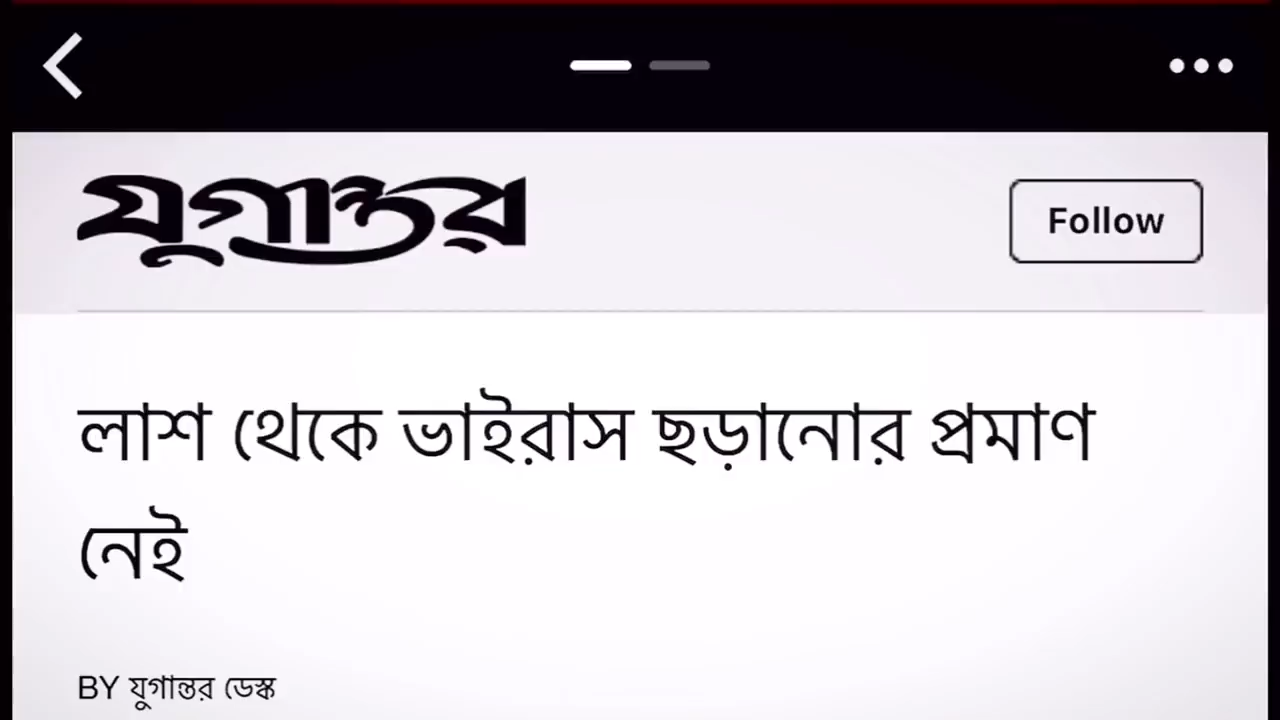 যুগান্তর
Follow
লাশ থেকে ভাইরাস ছড়ানোর প্রমাণ
নেই
BY যুগান্তর ডেস্ক